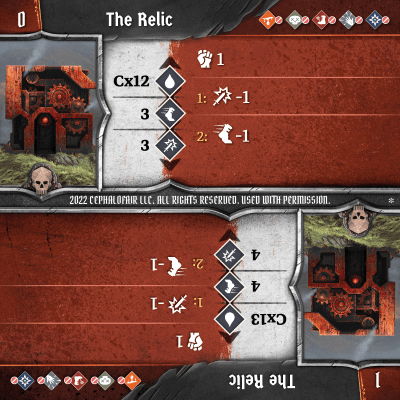 0 The Relic
Cx12
3
3
1
1: -1
2: -1
2022 CEPHALOFAIR LLC. ALL RIGHTS RESERVED. USED WITH PERMISSION. *
1 The Relic
Cx13
4
4
1
1: -1
2: -1